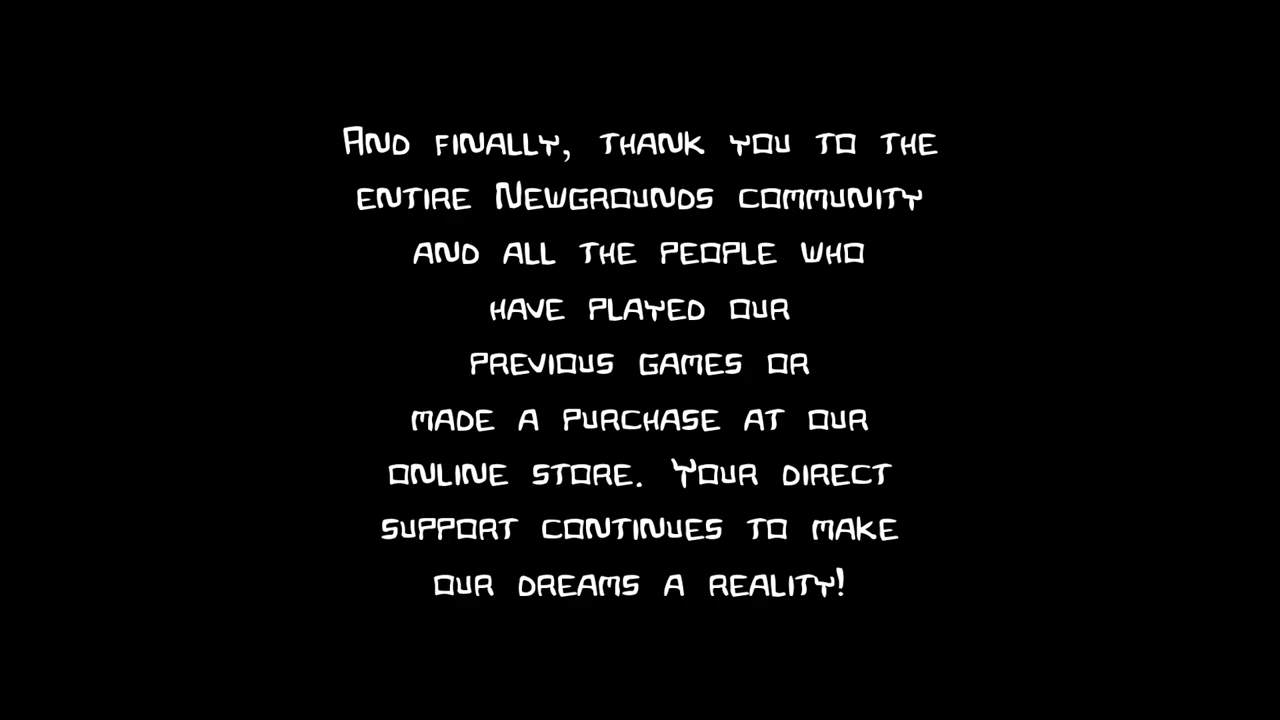 And finally, thank you to the
entire Newgrounds community
and all the people who
have played our
previous games or
made a purchase at our
online store. Your direct
support continues to make
our dreams a reality!